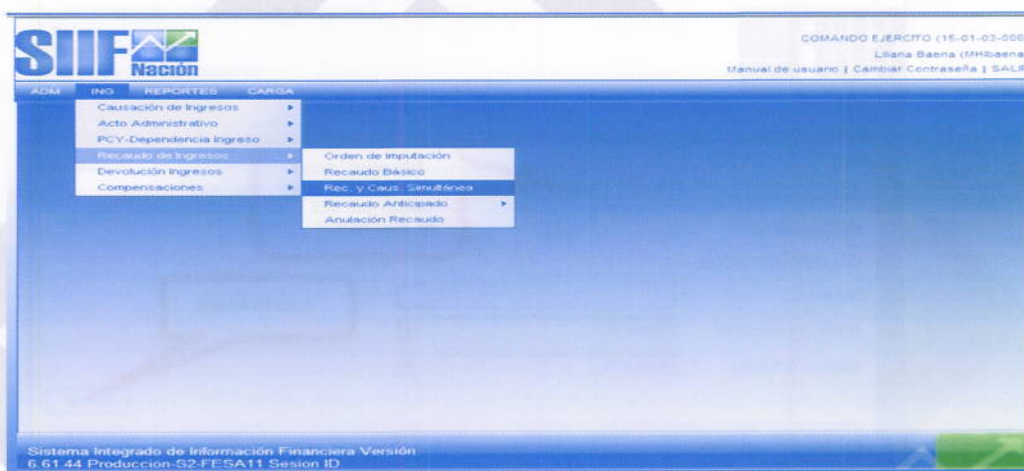 SIIF
Nación
COMANDO EJERCITO (15-01-03-000
Liliana Baena (MHlbaena
Manual de usuario | Cambiar Contraseña | SALIR
ADM ING REPORTES CARGA
Causación de Ingresos
Acto Administrativo
PCY-Dependencia Ingreso
Recaudo de Ingresos
Devolución Ingresos
Compensaciones
Orden de Imputación
Recaudo Básico
Rec. y Caus. Simultánea
Recaudo Anticipado
Anulación Recaudo
Sistema Integrado de Información Financiera Versión
6.61.44 Produccion-S2-FESA11 Sesion ID